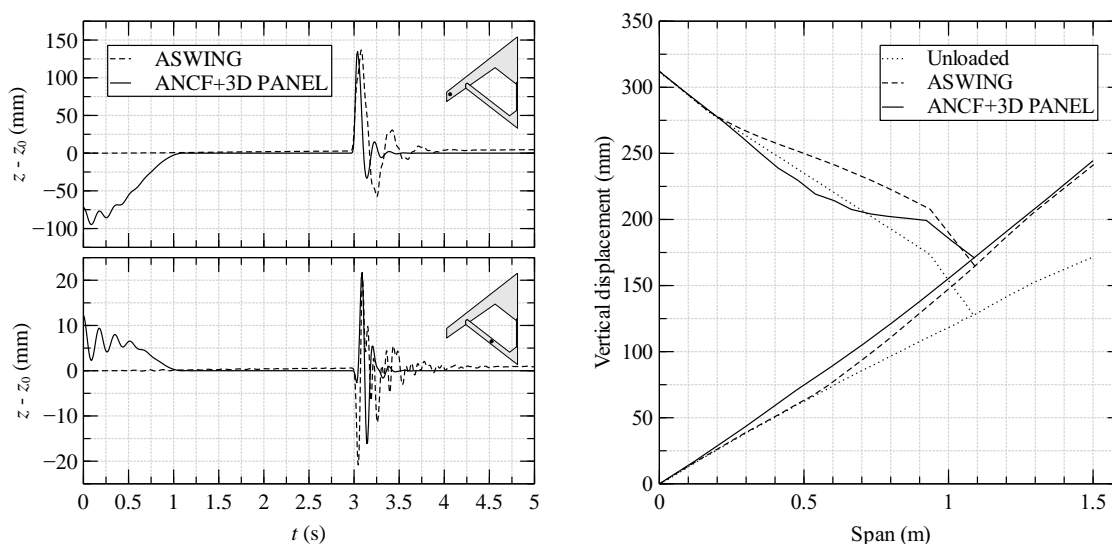 150
100
50
0
−50
−100
z - z0 (mm)
ASWING
ANCF+3D PANEL
20
10
0
−10
−20
z - z0 (mm)
0 0.5 1 1.5 2 2.5 3 3.5 4 4.5 5
t (s)
350
300
250
200
150
100
50
0
Vertical displacement (mm)
Unloaded
ASWING
ANCF+3D PANEL
0 0.5 1 1.5
Span (m)